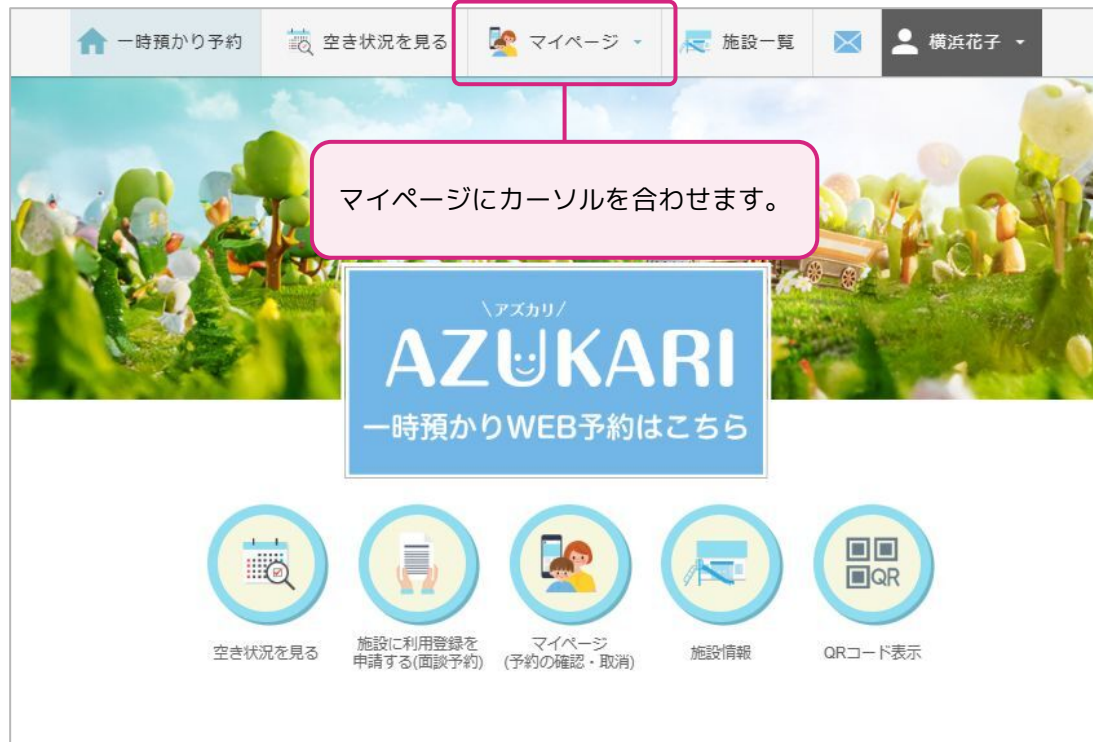 一時預かり予約
空き状況を見る
マイページ
施設一覧
横浜花子
マイページにカーソルを合わせます。
\アズカリ/
AZUKARI
一時預かりWEB予約はこちら
空き状況を見る
施設に利用登録を
申請する(面談予約)
マイページ
(予約の確認・取消)
施設情報
QR
QRコード表示